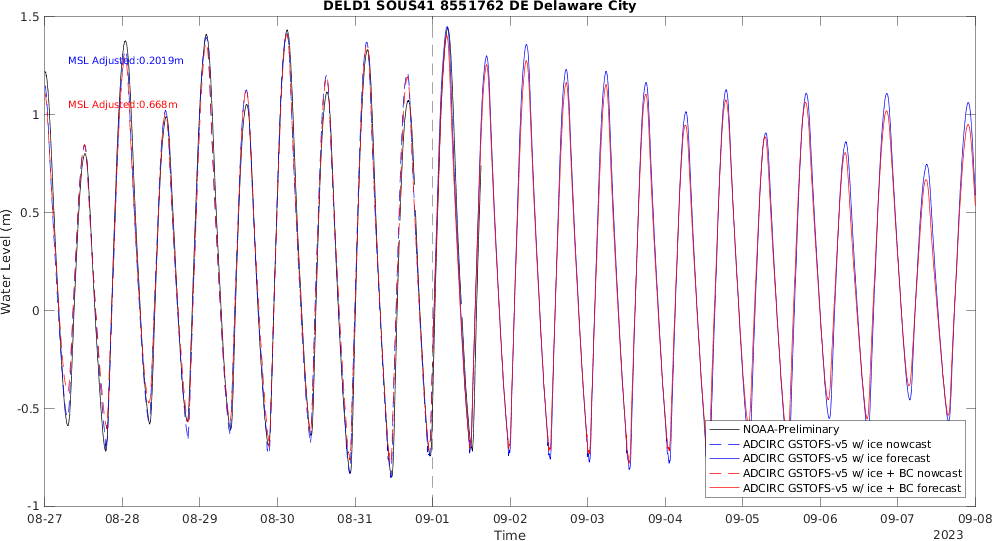 DELD1 SOUS41 8551762 DE Delaware City
1.5
MSL Adjusted:0.2019m
MSL Adjusted:0.668m
1
0.5
Water Level (m)
0
-0.5
-1
NOAA-Preliminary
ADCIRC GSTOFS-v5 w/ ice nowcast
ADCIRC GSTOFS-v5 w/ ice forecast
ADCIRC GSTOFS-v5 w/ ice + BC nowcast
ADCIRC GSTOFS-v5 w/ ice + BC forecast
08-27 08-28 08-29 08-30 08-31 09-01 09-02 09-03 09-04 09-05 09-06 09-07 09-08
Time
2023